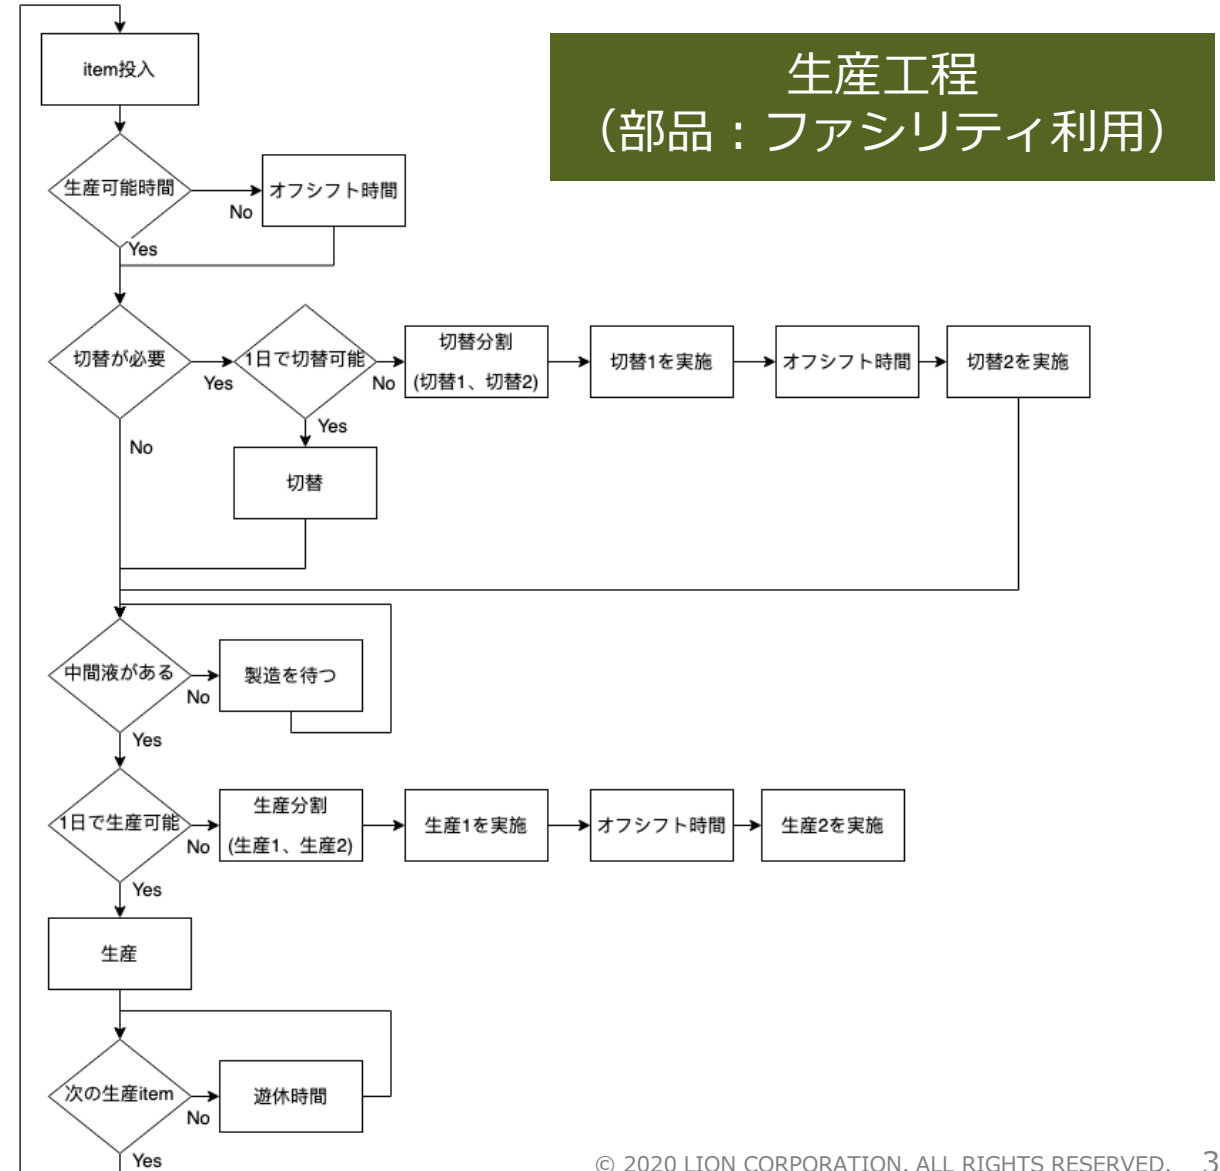 生産工程
（部品：ファシリティ利用）
item投入
生産可能時間
No
オフシフト時間
Yes
切替が必要
Yes
1日で切替可能
No
切替分割
(切替1、切替2)
切替1を実施
オフシフト時間
切替2を実施
Yes
No
切替
中間液がある
No
製造を待つ
Yes
1日で生産可能
No
生産分割
(生産1、生産2)
生産1を実施
オフシフト時間
生産2を実施
Yes
生産
次の生産item
No
遊休時間
Yes
© 2020 LION CORPORATION. ALL RIGHTS RESERVED. 3